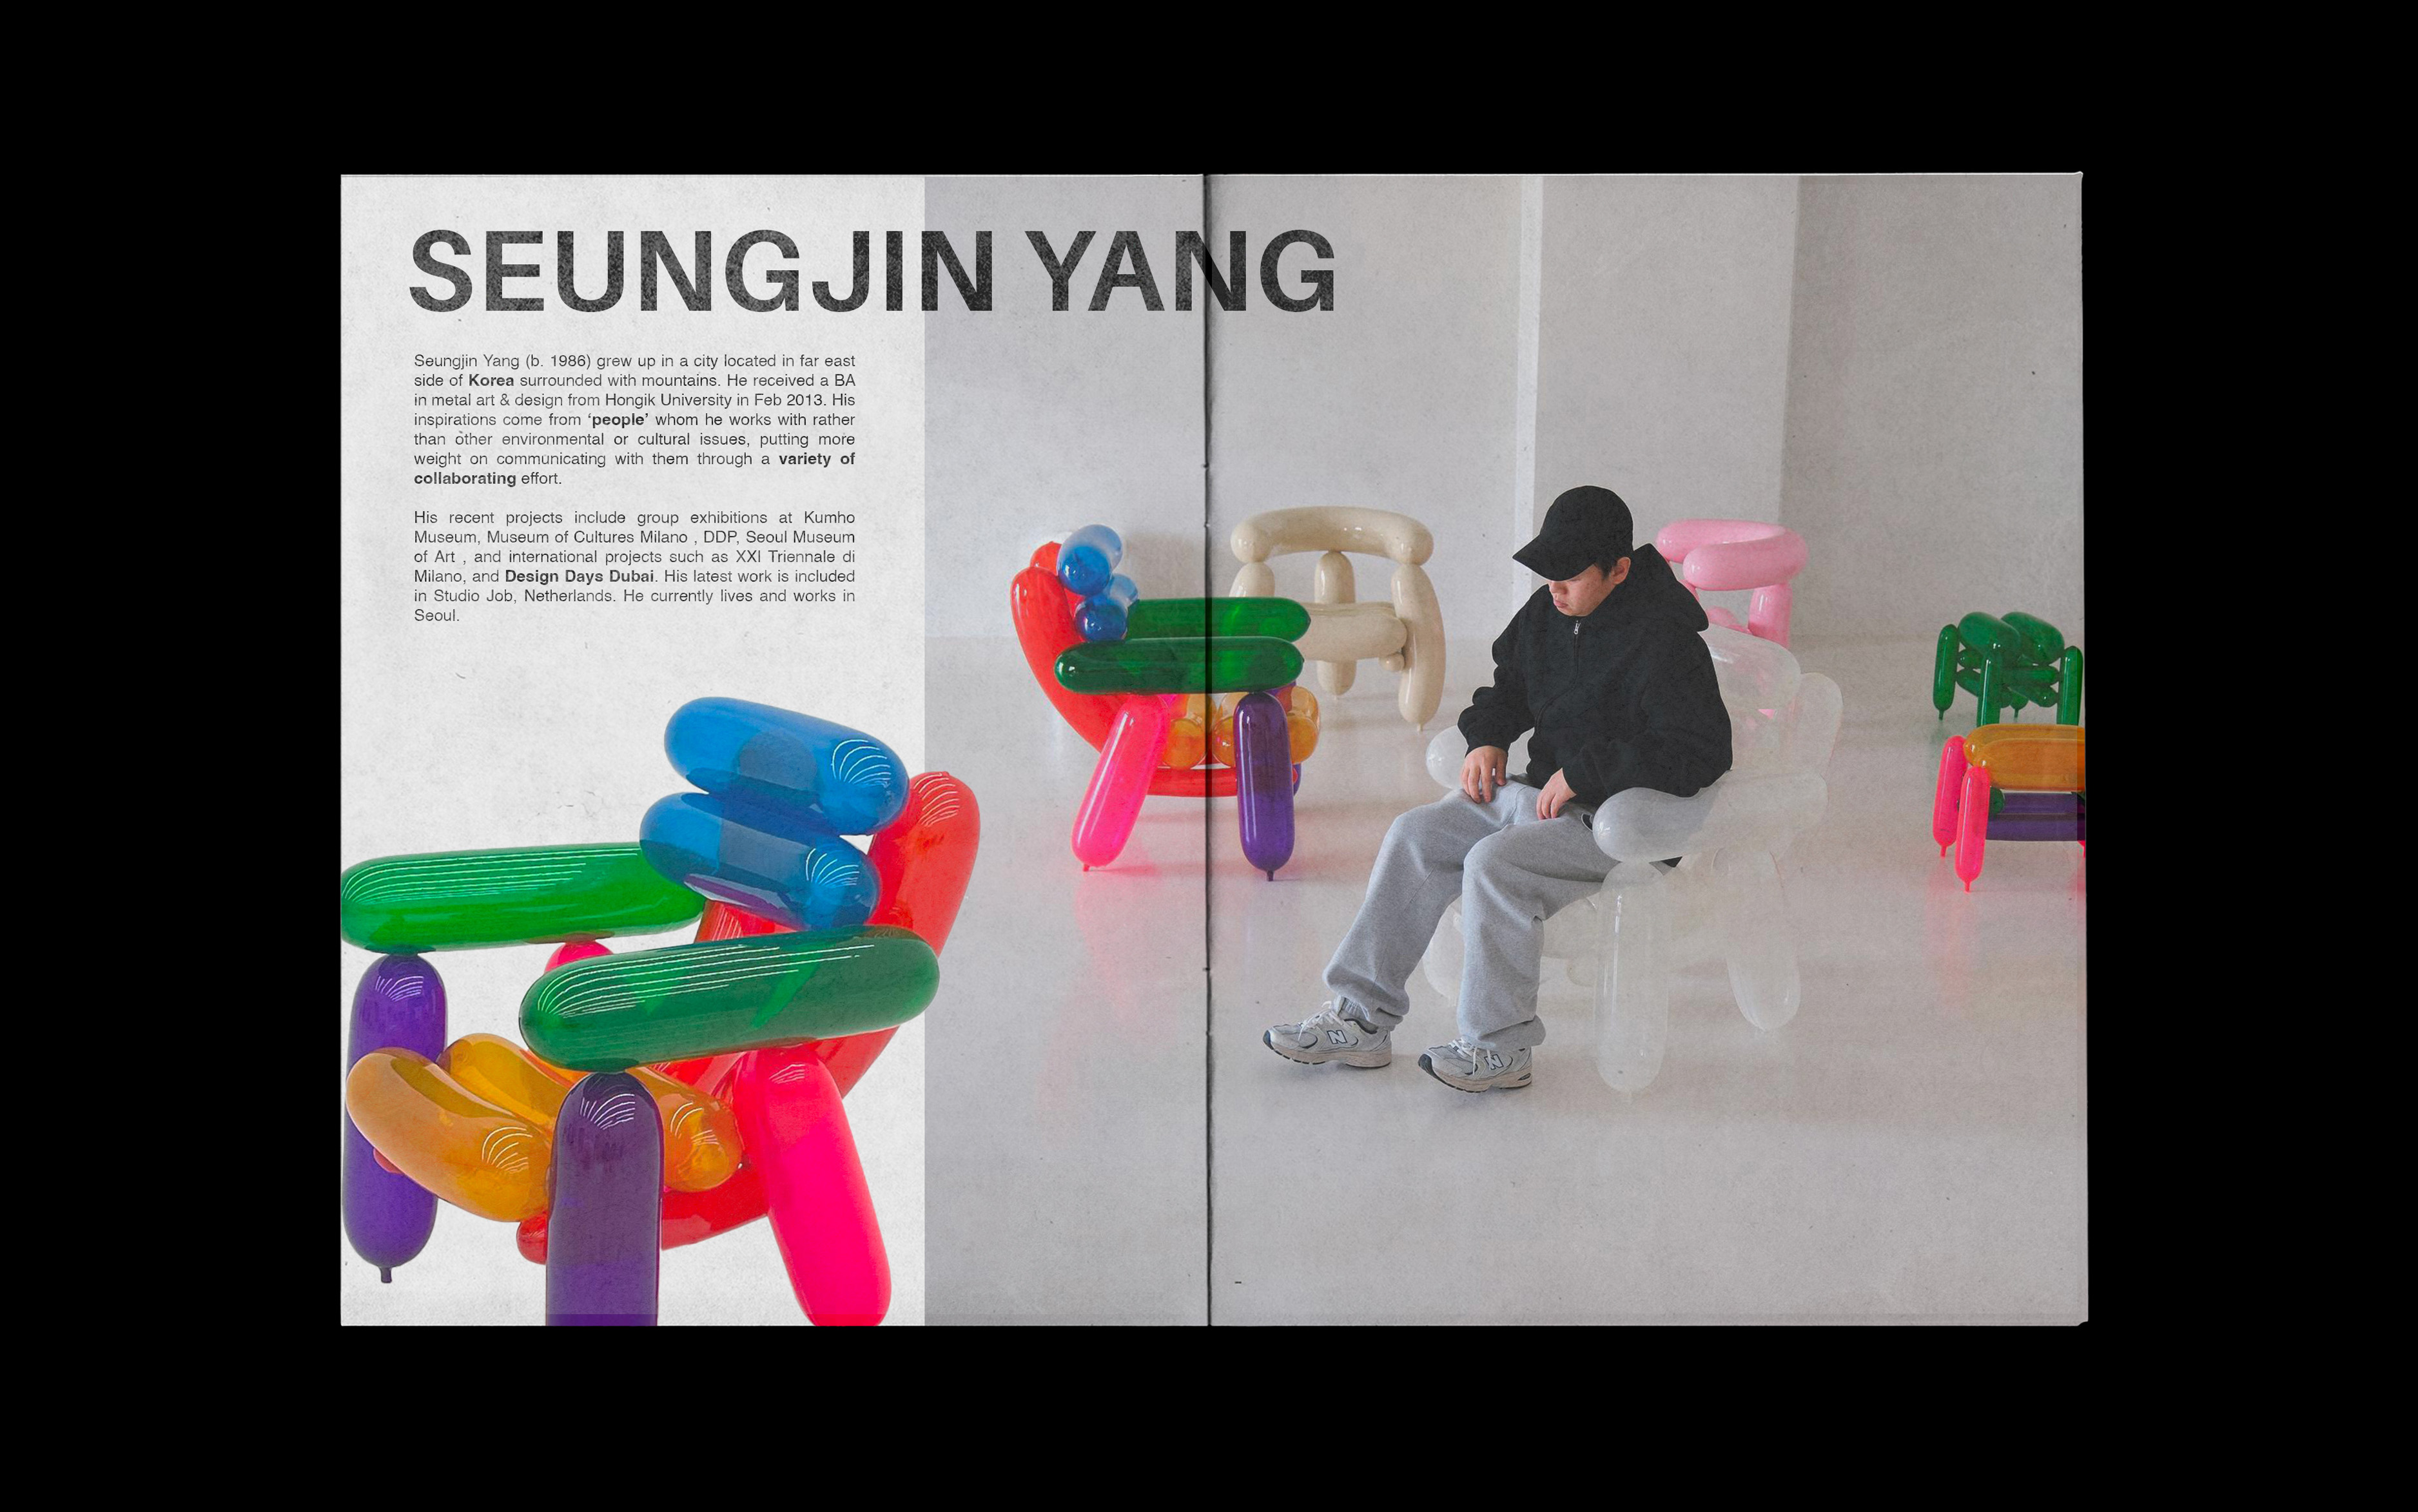 SEUNGJIN YANG
Seungjin Yang (b. 1986) grew up in a city located in far east
side of Korea surrounded with mountains. He received a BA
in metal art & design from Hongik University in Feb 2013. His
inspirations come from ‘people’ whom he works with rather
than other environmental or cultural issues, putting more
weight on communicating with them through a variety of
collaborating effort.
His recent projects include group exhibitions at Kumho
Museum, Museum of Cultures Milano , DDP, Seoul Museum
of Art , and international projects such as XXI Triennale di
Milano, and Design Days Dubai. His latest work is included
in Studio Job, Netherlands. He currently lives and works in
Seoul.
N
N